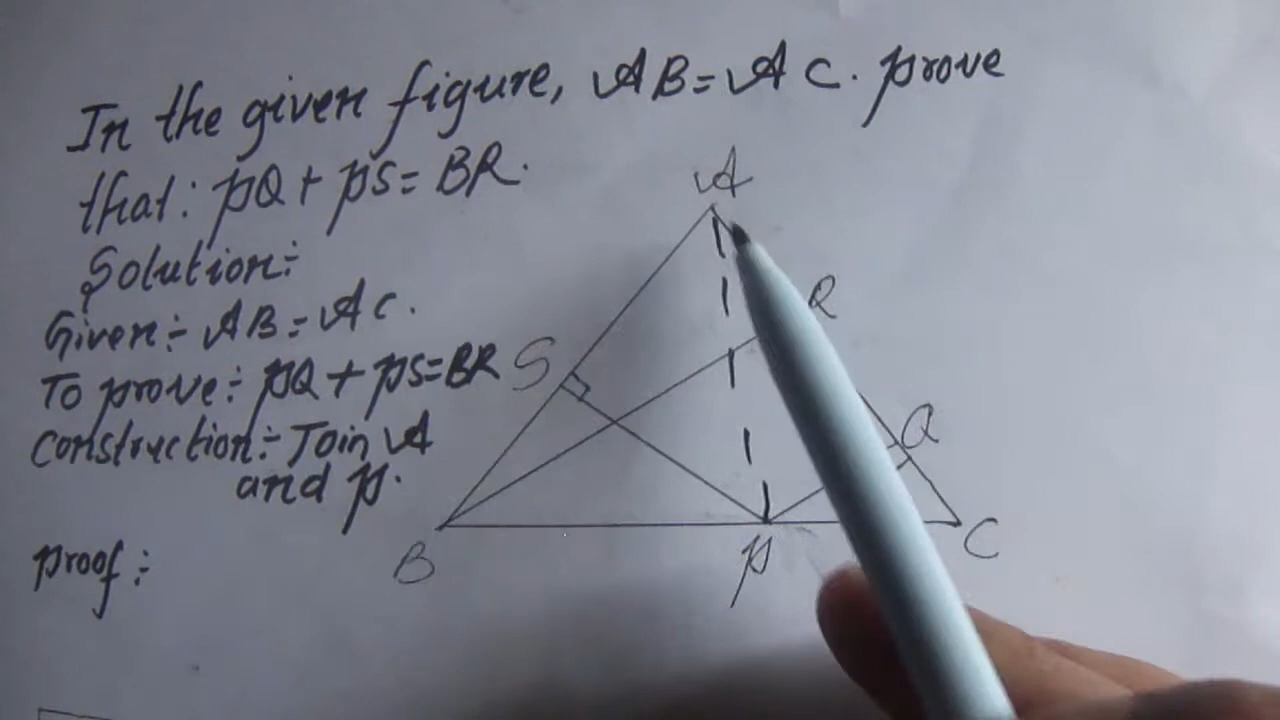 In the given figure, AB = AC. prove
that: PQ + PS = BR.
Solution:-
Given:- AB = AC.
To prove:- PQ + PS = BR
Construction:- Join A
and P.
proof :-
A
R
S
Q
B
P
C